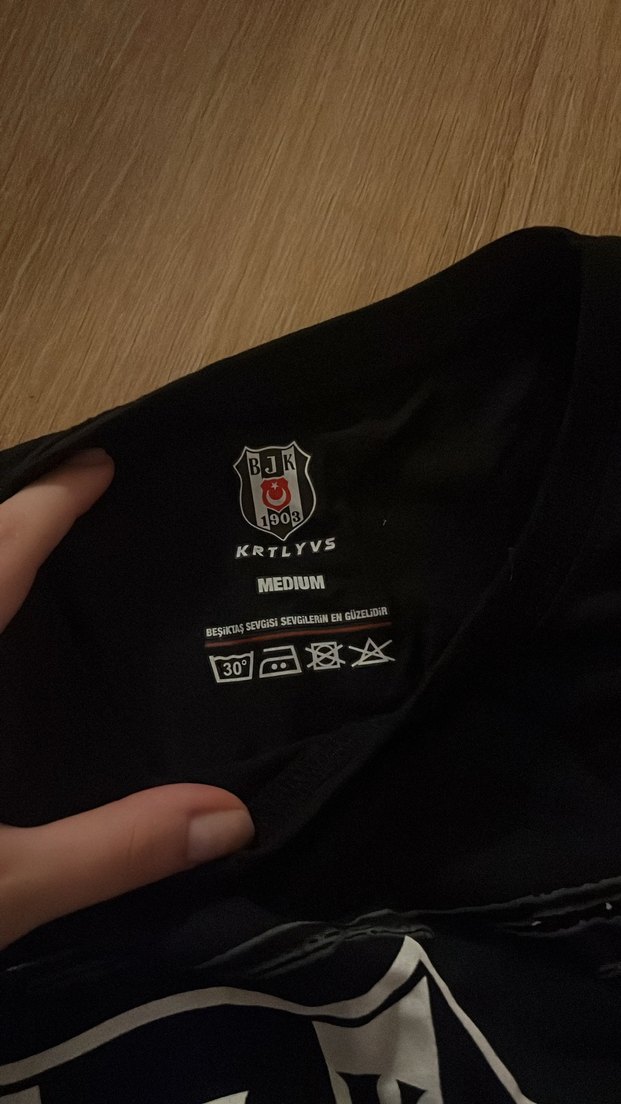 BJK
1903
KRTLYVS
MEDIUM
BEŞİKTAŞ SEVGİSİ SEVGİLERİN EN GÜZELİDİR
30°